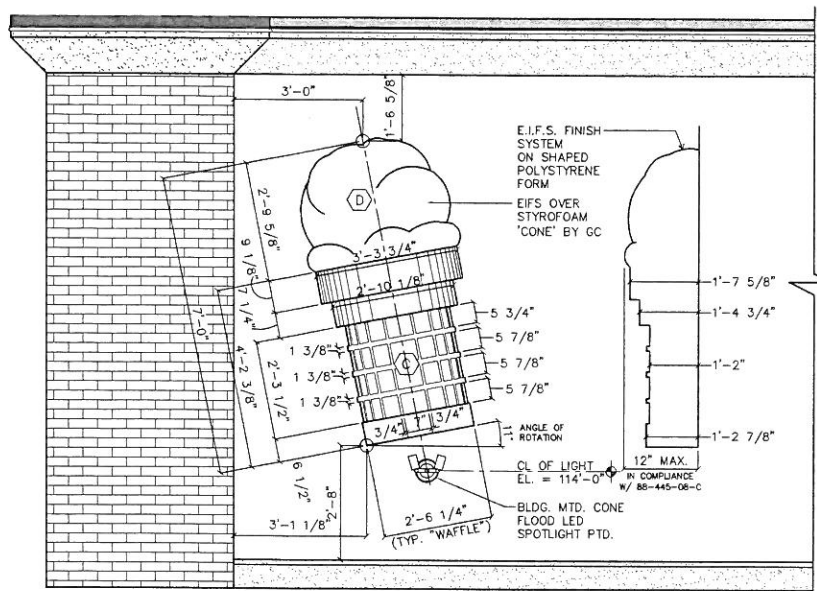 3'-0"
1'-6 5/8"
E.I.F.S. FINISH
SYSTEM
ON SHAPED
POLYSTYRENE
FORM
D
EIFS OVER
STYROFOAM
'CONE' BY GC
2'-9 5/8"
3'-3 3/4"
9 1/8"
2'-10 1/8"
7 1/4"
7'-0"
1'-7 5/8"
1'-4 3/4"
5 3/4"
5 7/8"
1 3/8"
C
5 7/8"
1'-2"
4'-2 3/8"
2'-3 1/2"
1 3/8"
5 7/8"
1 3/8"
3/4"
7"
3/4"
11°
ANGLE OF
ROTATION
1'-2 7/8"
6 1/2"
2'-8"
CL OF LIGHT
EL. = 114'-0"
12" MAX.
IN COMPLIANCE
W/ 88-445-08-C
3'-1 1/8"
2'-6 1/4"
(TYP. "WAFFLE")
BLDG. MTD. CONE
FLOOD LED
SPOTLIGHT PTD.